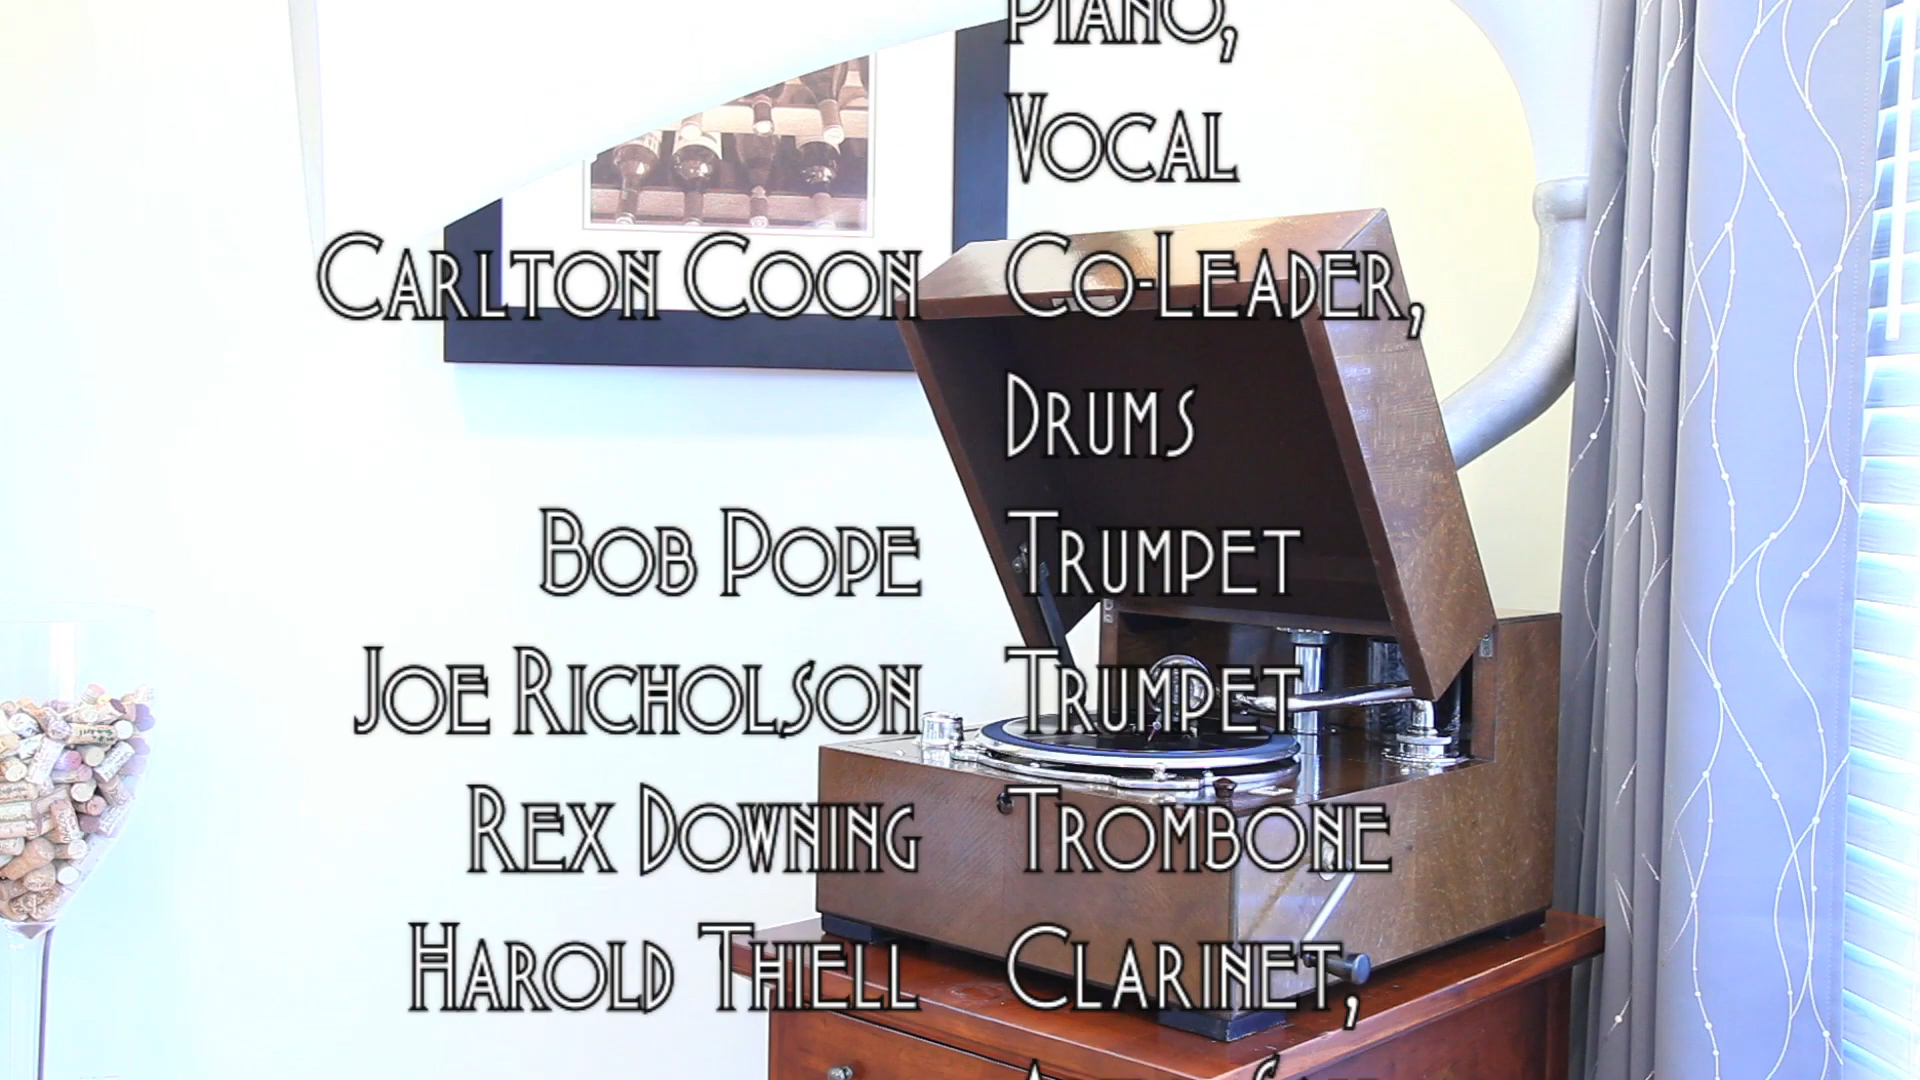 Piano,
Vocal
Carlton Coon Co-Leader,
Drums
Bob Pope Trumpet
Joe Richolson Trumpet
Rex Downing Trombone
Harold Thiell Clarinet,